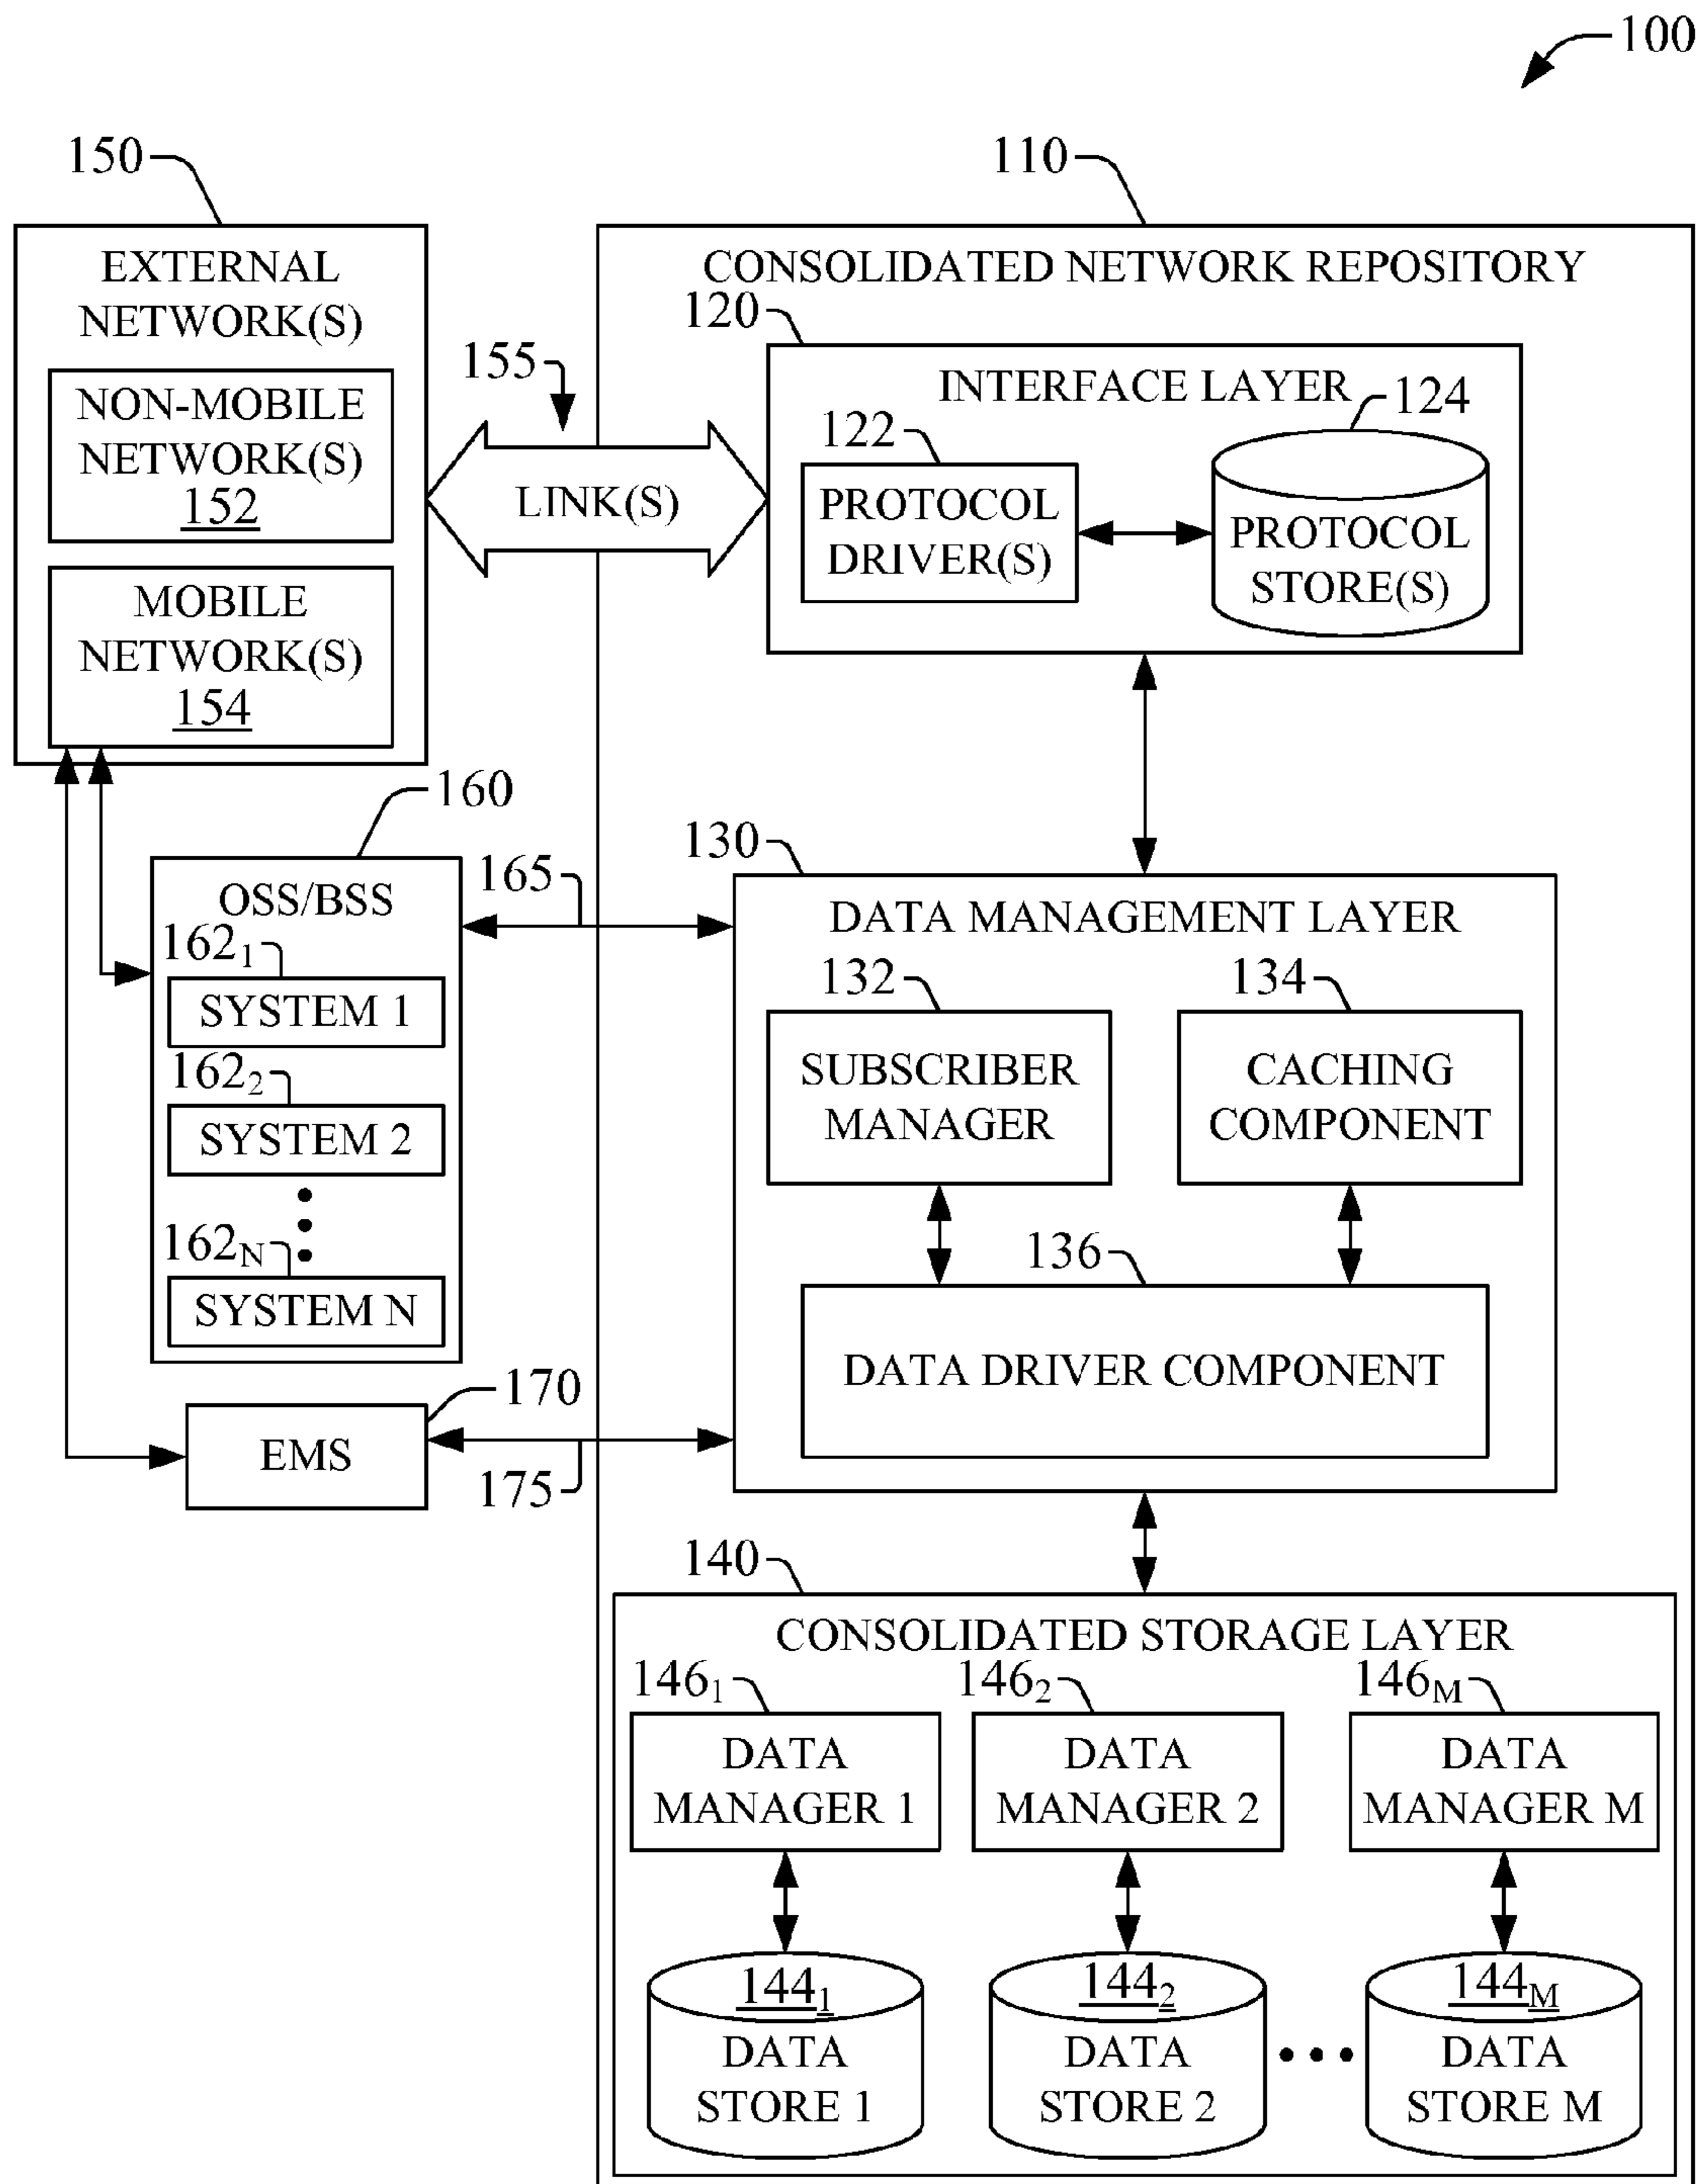 100
150
110
EXTERNAL
NETWORK(S)
NON-MOBILE
NETWORK(S)
152
MOBILE
NETWORK(S)
154
155
LINK(S)
CONSOLIDATED NETWORK REPOSITORY
120
INTERFACE LAYER
124
122
PROTOCOL
DRIVER(S)
PROTOCOL
STORE(S)
160
OSS/BSS
162₁
SYSTEM 1
162₂
SYSTEM 2
162_N
SYSTEM N
165
170
EMS
175
130
DATA MANAGEMENT LAYER
132
134
SUBSCRIBER
MANAGER
CACHING
COMPONENT
136
DATA DRIVER COMPONENT
140
CONSOLIDATED STORAGE LAYER
146₁
146₂
146_M
DATA
MANAGER 1
DATA
MANAGER 2
DATA
MANAGER M
144₁
DATA
STORE 1
144₂
DATA
STORE 2
144_M
DATA
STORE M